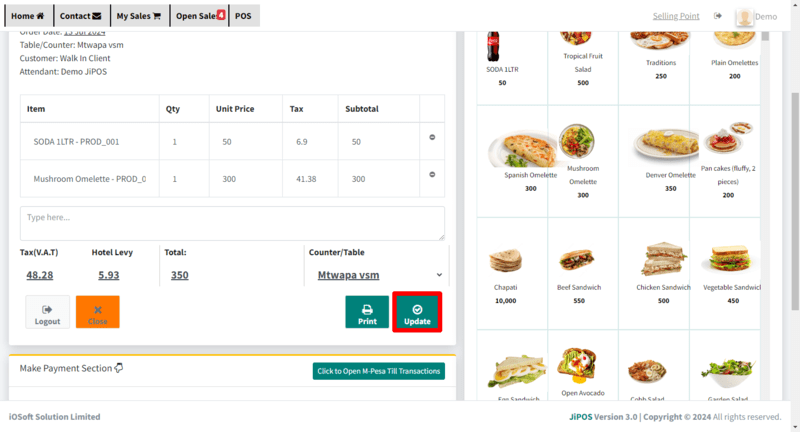 Home
Contact
My Sales
Open Sales
4
POS
Selling Point
Demo
Order Date: 15 Jul 2024
Table/Counter: Mtwapa vsm
Customer: Walk In Client
Attendant: Demo JiPOS
Item Qty Unit Price Tax Subtotal
SODA 1LTR - PROD_001 1 50 6.9 50
Mushroom Omelette - PROD_0 1 300 41.38 300
Type here...
Tax(V.A.T) Hotel Levy Total: Counter/Table
48.28 5.93 350 Mtwapa vsm
Logout
Close
Print
Update
Make Payment Section
Click to Open M-Pesa Till Transactions
SODA 1LTR
50
Tropical Fruit
Salad
500
Traditions
250
Plain Omelettes
200
Spanish Omelette
300
Mushroom
Omelette
300
Denver Omelette
350
Pan cakes (fluffy, 2
pieces)
200
Chapati
10,000
Beef Sandwich
550
Chicken Sandwich
500
Vegetable Sandwich
450
Egg Sandwich
Open Avocado
Cobb Salad
Garden Salad
iOSoft Solution Limited
JiPOS Version 3.0 | Copyright © 2024 All rights reserved.